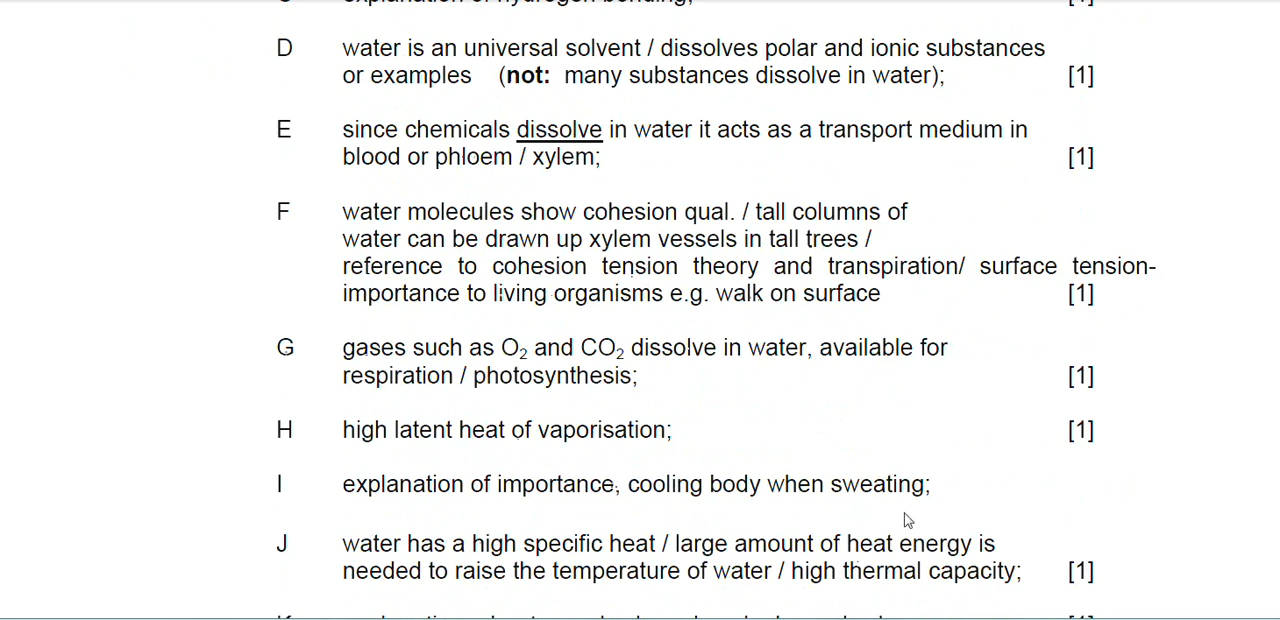 explanation of hydrogen bonding; [1]
D water is an universal solvent / dissolves polar and ionic substances
or examples (not: many substances dissolve in water); [1]
E since chemicals dissolve in water it acts as a transport medium in
blood or phloem / xylem; [1]
F water molecules show cohesion qual. / tall columns of
water can be drawn up xylem vessels in tall trees /
reference to cohesion tension theory and transpiration/ surface tension-
importance to living organisms e.g. walk on surface [1]
G gases such as O₂ and CO₂ dissolve in water, available for
respiration / photosynthesis; [1]
H high latent heat of vaporisation; [1]
I explanation of importance, cooling body when sweating;
J water has a high specific heat / large amount of heat energy is
needed to raise the temperature of water / high thermal capacity; [1]